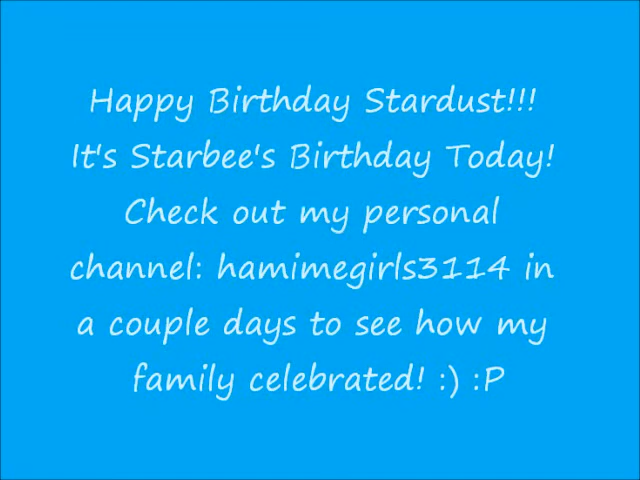 Happy Birthday Stardust!!!
It's Starbee's Birthday Today!
Check out my personal
channel: hamimegirls3114 in
a couple days to see how my
family celebrated! :) :P